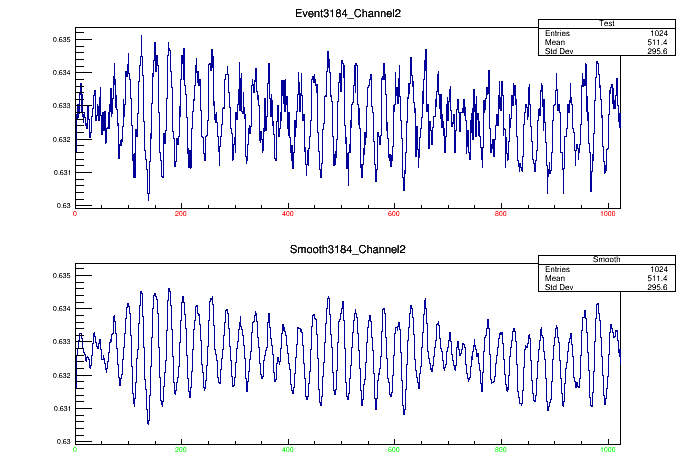 Event3184_Channel2
Test
Entries 1024
Mean 511.4
Std Dev 295.6
0.635
0.634
0.633
0.632
0.631
0.63
0 200 400 600 800 1000
Smooth3184_Channel2
Smooth
Entries 1024
Mean 511.4
Std Dev 295.6
0.635
0.634
0.633
0.632
0.631
0.63
0 200 400 600 800 1000